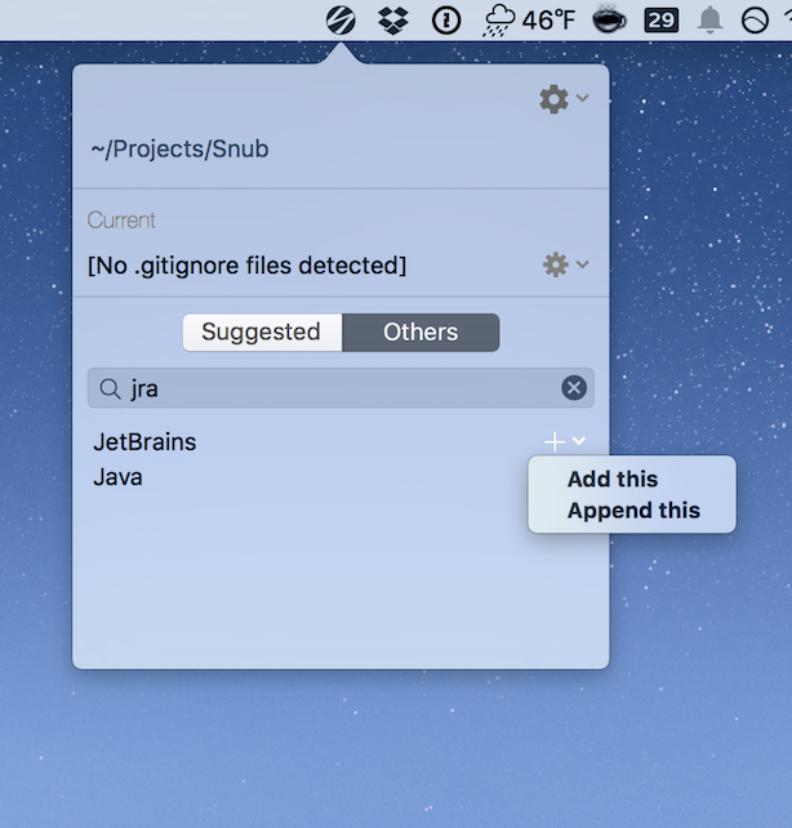 46°F 29
~/Projects/Snub
Current
[No .gitignore files detected]
Suggested Others
jra
JetBrains
Java
Add this
Append this